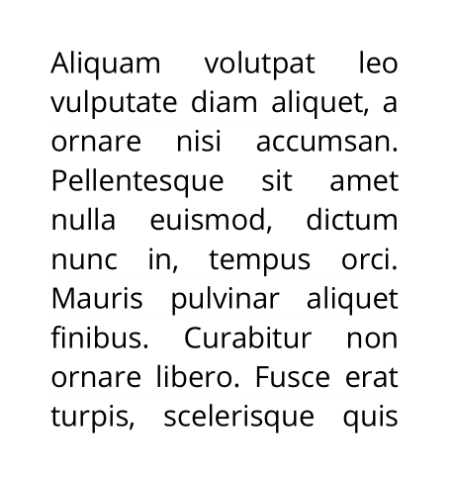 Aliquam volutpat leo
vulputate diam aliquet, a
ornare nisi accumsan.
Pellentesque sit amet
nulla euismod, dictum
nunc in, tempus orci.
Mauris pulvinar aliquet
finibus. Curabitur non
ornare libero. Fusce erat
turpis, scelerisque quis